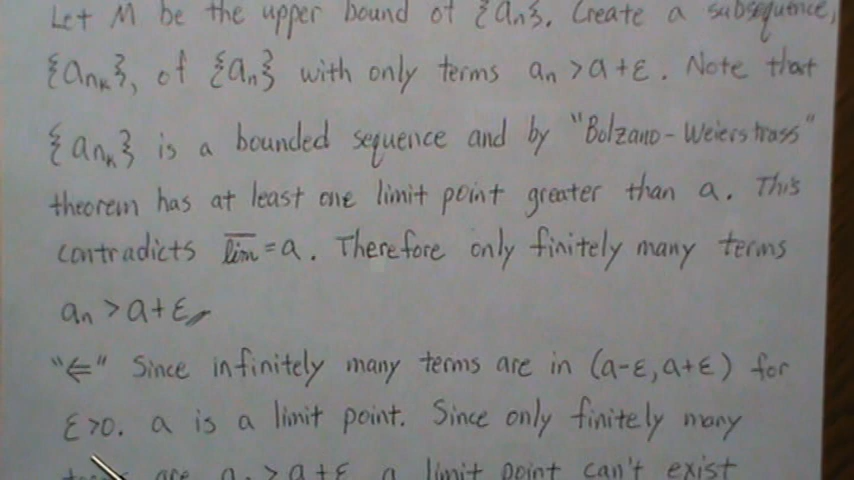 Let M be the upper bound of {aₙ}. Create a subsequence,
{aₙₖ}, of {aₙ} with only terms aₙ > a + ε. Note that
{aₙₖ} is a bounded sequence and by "Bolzano-Weierstrass"
theorem has at least one limit point greater than a. This
contradicts l̅i̅m̅ = a. Therefore only finitely many terms
aₙ > a + ε
"⇐" Since infinitely many terms are in (a-ε, a+ε) for
ε>0. a is a limit point. Since only finitely many
are aₙ > a + ε a limit point can't exist